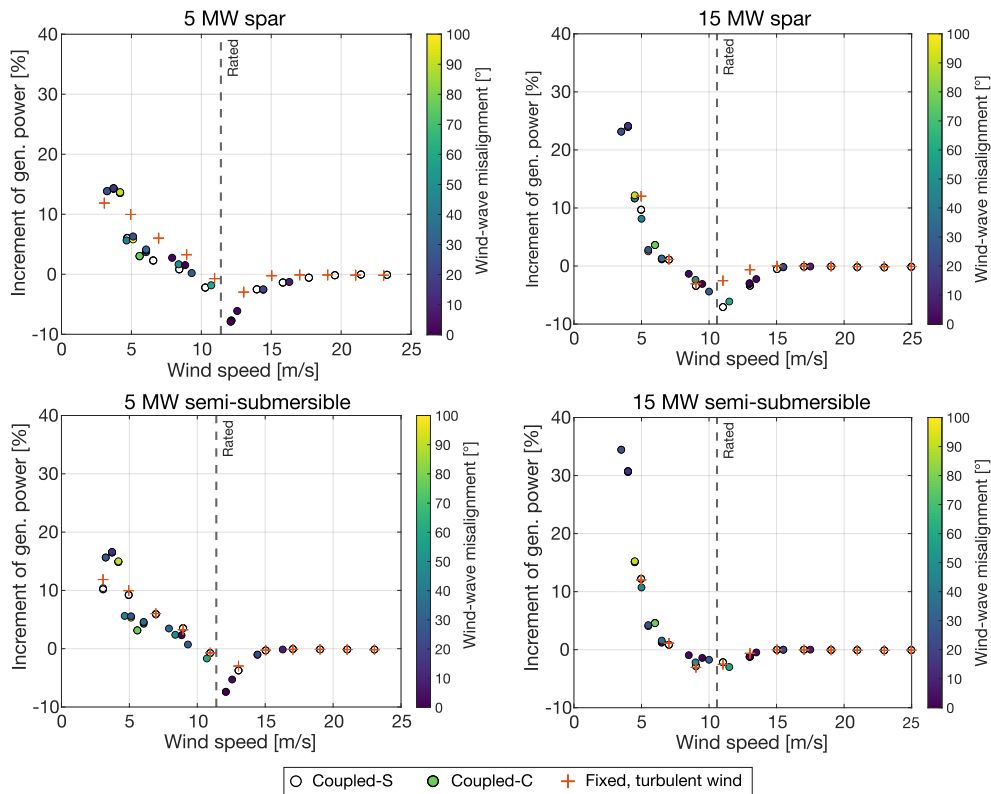 5 MW spar
Increment of gen. power [%]
40
30
20
10
0
-10
Rated
0 5 10 15 20 25
Wind speed [m/s]
100
90
80
70
60
50
40
30
20
10
0
Wind-wave misalignment [°]
15 MW spar
Increment of gen. power [%]
40
30
20
10
0
-10
Rated
0 5 10 15 20 25
Wind speed [m/s]
100
90
80
70
60
50
40
30
20
10
0
Wind-wave misalignment [°]
5 MW semi-submersible
Increment of gen. power [%]
40
30
20
10
0
-10
Rated
0 5 10 15 20 25
Wind speed [m/s]
100
90
80
70
60
50
40
30
20
10
0
Wind-wave misalignment [°]
15 MW semi-submersible
Increment of gen. power [%]
40
30
20
10
0
-10
Rated
0 5 10 15 20 25
Wind speed [m/s]
100
90
80
70
60
50
40
30
20
10
0
Wind-wave misalignment [°]
Coupled-S Coupled-C Fixed, turbulent wind